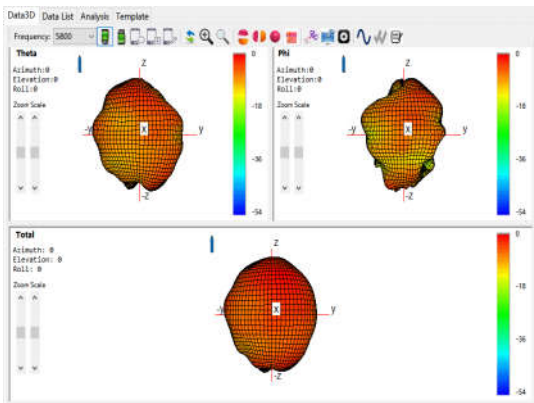 Data3D Data List Analysis Template
Frequency: 5800
Theta
Azimuth:0
Elevation:0
Roll:0
Zoom Scale
Z
-y
X
y
-Z
0
-18
-36
-54
Phi
Azimuth:0
Elevation:0
Roll:0
Zoom Scale
Z
-y
X
y
-Z
0
-18
-36
-54
Total
Azimuth: 0
Elevation: 0
Roll: 0
Zoom Scale
Z
-y
X
y
-Z
0
-18
-36
-54